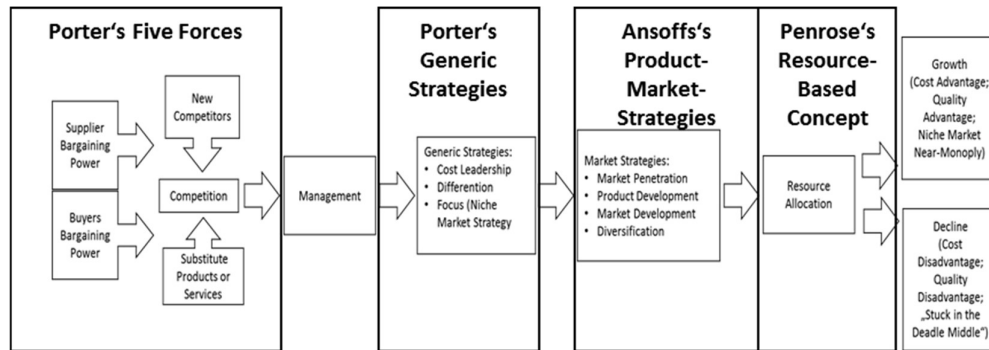 Porter‘s Five Forces
New
Competitors
Supplier
Bargaining
Power
Competition
Buyers
Bargaining
Power
Substitute
Products or
Services
Management
Porter‘s
Generic
Strategies
Generic Strategies:
• Cost Leadership
• Differention
• Focus (Niche
Market Strategy
Ansoffs‘s
Product-
Market-
Strategies
Market Strategies:
• Market Penetration
• Product Development
• Market Development
• Diversification
Penrose‘s
Resource-
Based
Concept
Resource
Allocation
Growth
(Cost Advantage;
Quality
Advantage;
Niche Market
Near-Monoply)
Decline
(Cost
Disadvantage;
Quality
Disadvantage;
„Stuck in the
Deadle Middle“)